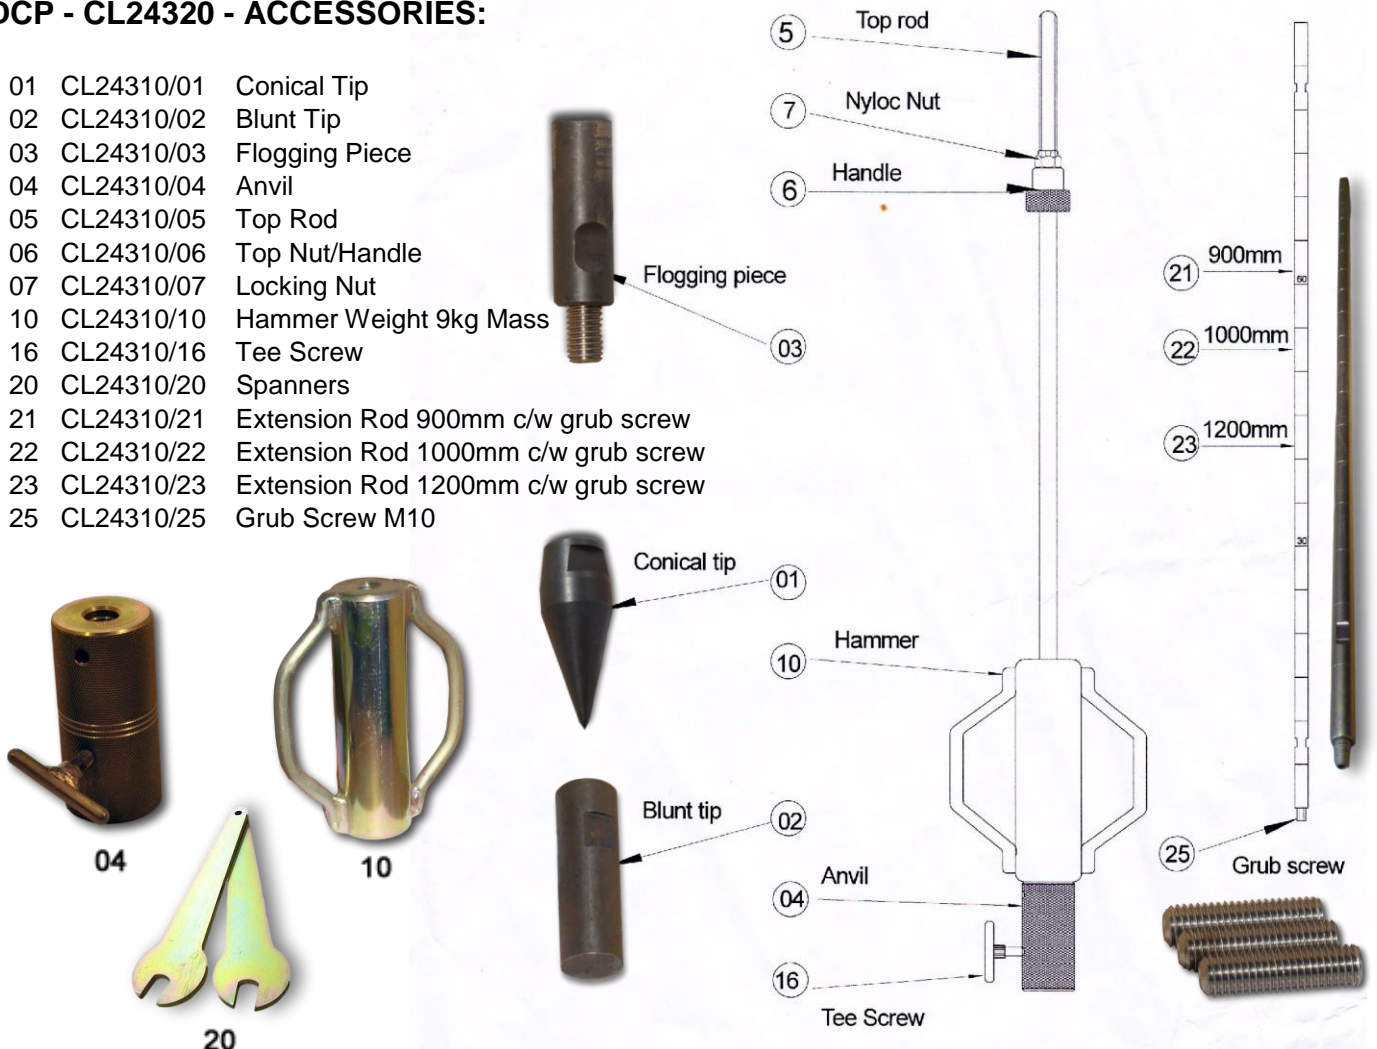 DCP - CL24320 - ACCESSORIES:
01 CL24310/01 Conical Tip
02 CL24310/02 Blunt Tip
03 CL24310/03 Flogging Piece
04 CL24310/04 Anvil
05 CL24310/05 Top Rod
06 CL24310/06 Top Nut/Handle
07 CL24310/07 Locking Nut
10 CL24310/10 Hammer Weight 9kg Mass
16 CL24310/16 Tee Screw
20 CL24310/20 Spanners
21 CL24310/21 Extension Rod 900mm c/w grub screw
22 CL24310/22 Extension Rod 1000mm c/w grub screw
23 CL24310/23 Extension Rod 1200mm c/w grub screw
25 CL24310/25 Grub Screw M10
04
10
20
Flogging piece
03
Conical tip
01
Blunt tip
02
5 Top rod
7 Nyloc Nut
6 Handle
10 Hammer
04 Anvil
16
Tee Screw
21 900mm
60
22 1000mm
23 1200mm
30
25
Grub screw